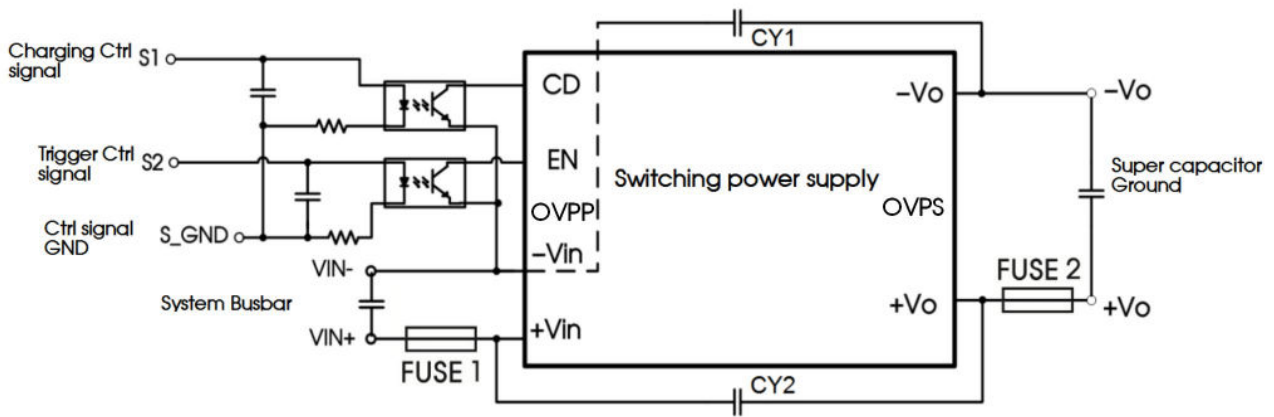 CY1
Charging Ctrl
signal
S1
CD
−Vo
−Vo
Trigger Ctrl
signal
S2
EN
Switching power supply
Super capacitor
Ground
OVPP
OVPS
Ctrl signal
GND
S_GND
−Vin
VIN-
FUSE 2
System Busbar
+Vo
+Vo
VIN+
+Vin
FUSE 1
CY2